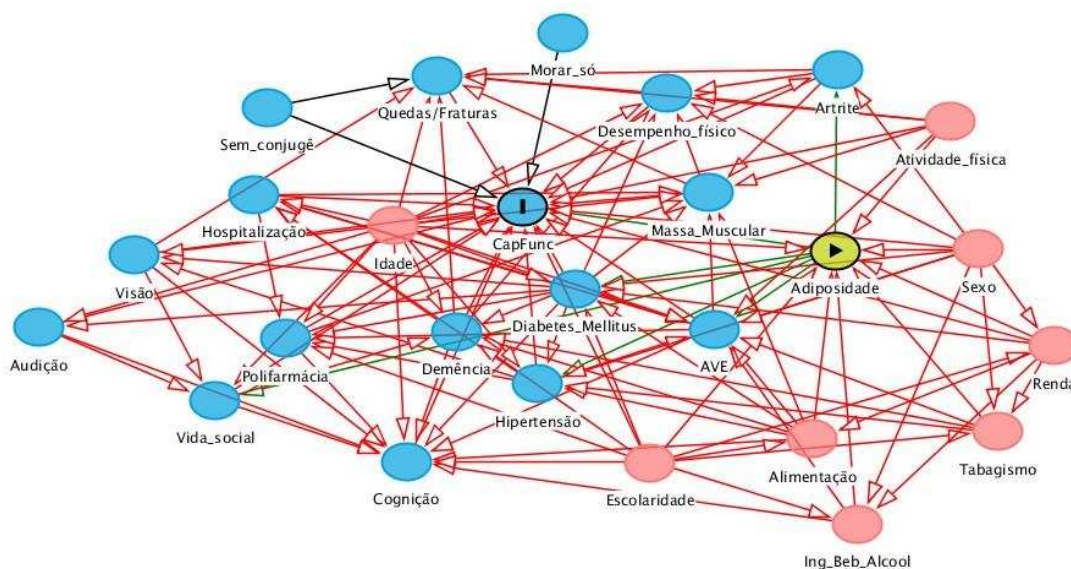 Morar_só
Artrite
Quedas/Fraturas
Desempenho_físico
Sem_conjugê
Atividade_física
Hospitalização
Massa_Muscular
CapFunc
Idade
Adiposidade
Sexo
Visão
Diabetes_Mellitus
Audição
Polifarmácia
Demência
AVE
Renda
Hipertensão
Vida_social
Alimentação
Tabagismo
Cognição
Escolaridade
Ing_Beb_Alcool